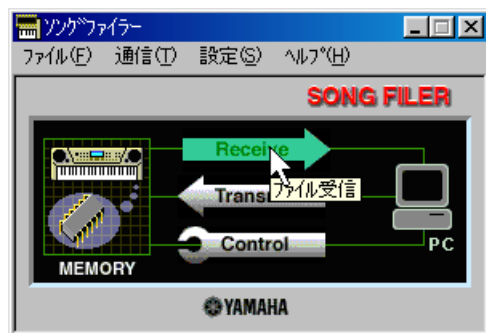 ソングファイラー
ファイル(F) 通信(T) 設定(S) ヘルプ(H)
SONG FILER
Receive
ファイル受信
Trans
Control
MEMORY
PC
YAMAHA